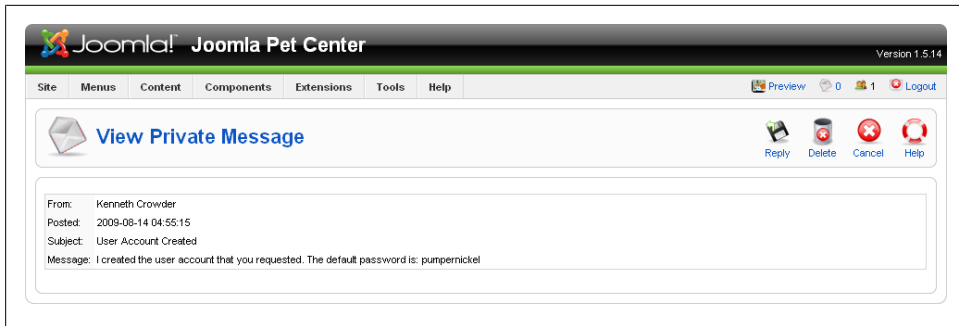 Joomla! Joomla Pet Center
Version 1.5.14
Site Menus Content Components Extensions Tools Help Preview 0 1 Logout
View Private Message
Reply Delete Cancel Help
From: Kenneth Crowder
Posted: 2009-08-14 04:55:15
Subject: User Account Created
Message: I created the user account that you requested. The default password is: pumpernickel